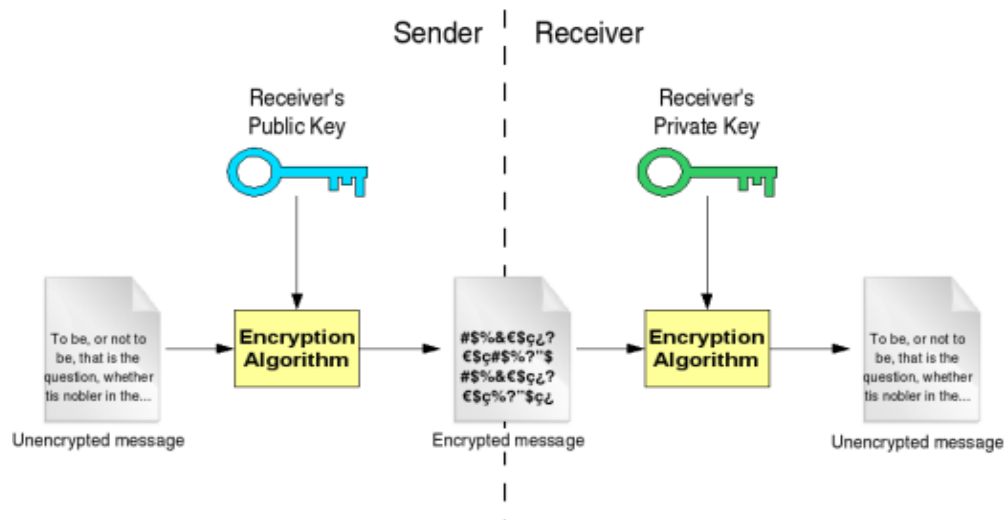 Sender
Receiver
Receiver's
Public Key
Receiver's
Private Key
To be, or not to
be, that is the
question, whether
tis nobler in the...
Unencrypted message
Encryption
Algorithm
#$%&€$ç¿?
€$ç#$%?"$
#$%&€$ç¿?
€$ç%?"$ç¿
Encrypted message
Encryption
Algorithm
To be, or not to
be, that is the
question, whether
tis nobler in the...
Unencrypted message